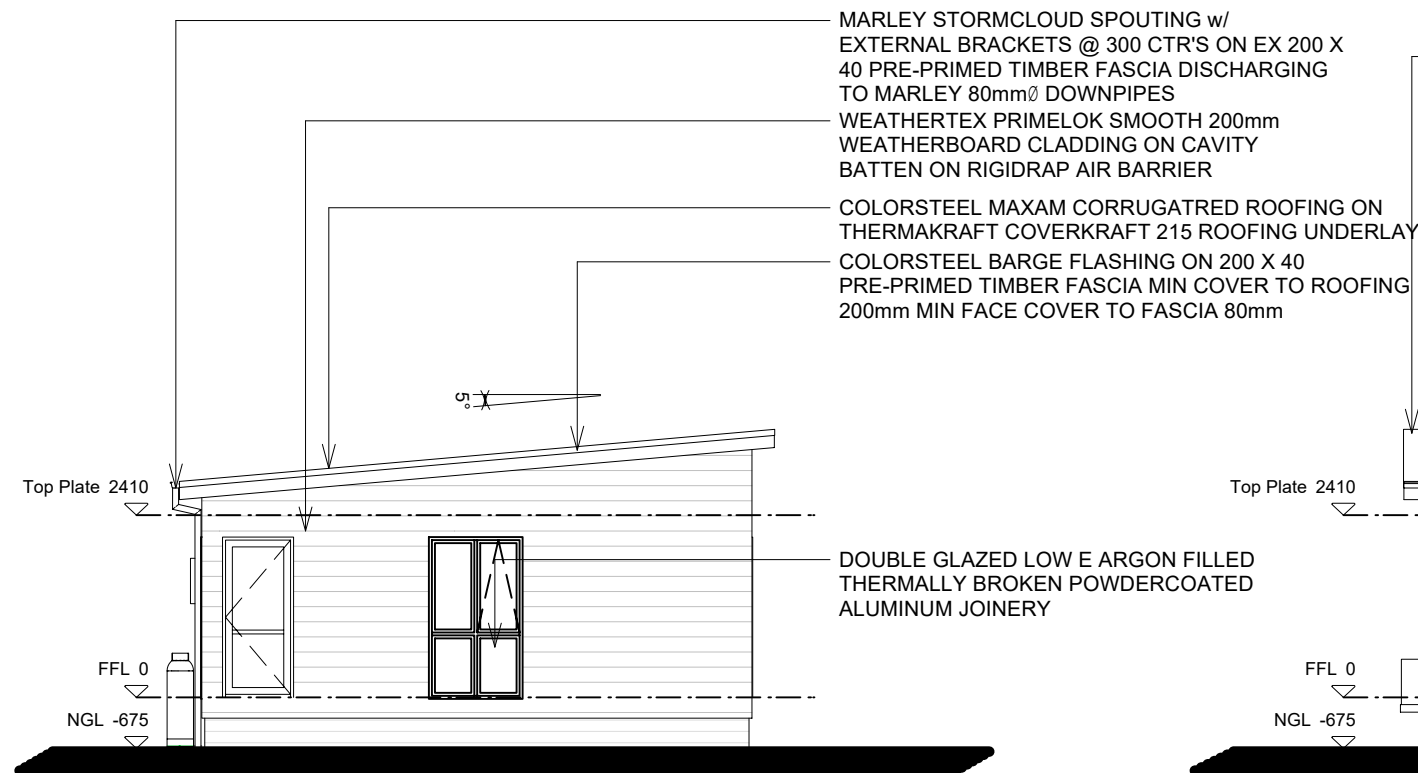 MARLEY STORMCLOUD SPOUTING w/
EXTERNAL BRACKETS @ 300 CTR'S ON EX 200 X
40 PRE-PRIMED TIMBER FASCIA DISCHARGING
TO MARLEY 80mmØ DOWNPIPES
WEATHERTEX PRIMELOK SMOOTH 200mm
WEATHERBOARD CLADDING ON CAVITY
BATTEN ON RIGIDRAP AIR BARRIER
COLORSTEEL MAXAM CORRUGATRED ROOFING ON
THERMAKRAFT COVERKRAFT 215 ROOFING UNDERLAY
COLORSTEEL BARGE FLASHING ON 200 X 40
PRE-PRIMED TIMBER FASCIA MIN COVER TO ROOFING
200mm MIN FACE COVER TO FASCIA 80mm
5°
Top Plate 2410
Top Plate 2410
DOUBLE GLAZED LOW E ARGON FILLED
THERMALLY BROKEN POWDERCOATED
ALUMINUM JOINERY
FFL 0
FFL 0
NGL -675
NGL -675